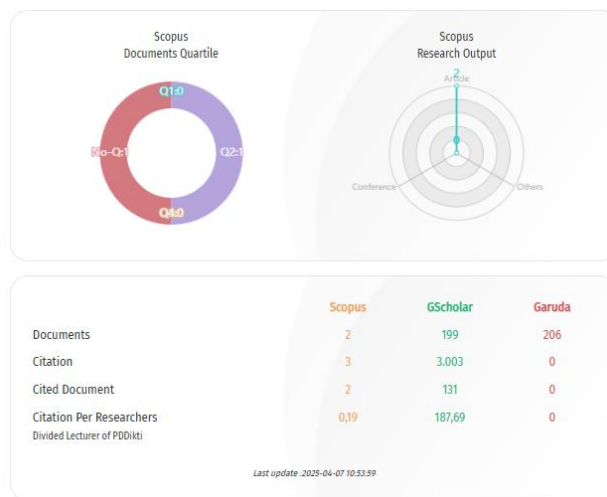 Scopus
Documents Quartile
Q1:0
No-Q:1
Q2:1
Q4:0
Scopus
Research Output
2
Article
0
Conference
Others
Scopus GScholar Garuda
Documents 2 199 206
Citation 3 3.003 0
Cited Document 2 131 0
Citation Per Researchers 0,19 187,69 0
Divided Lecturer of PDDikti
Last update :2025-04-07 10:53:59